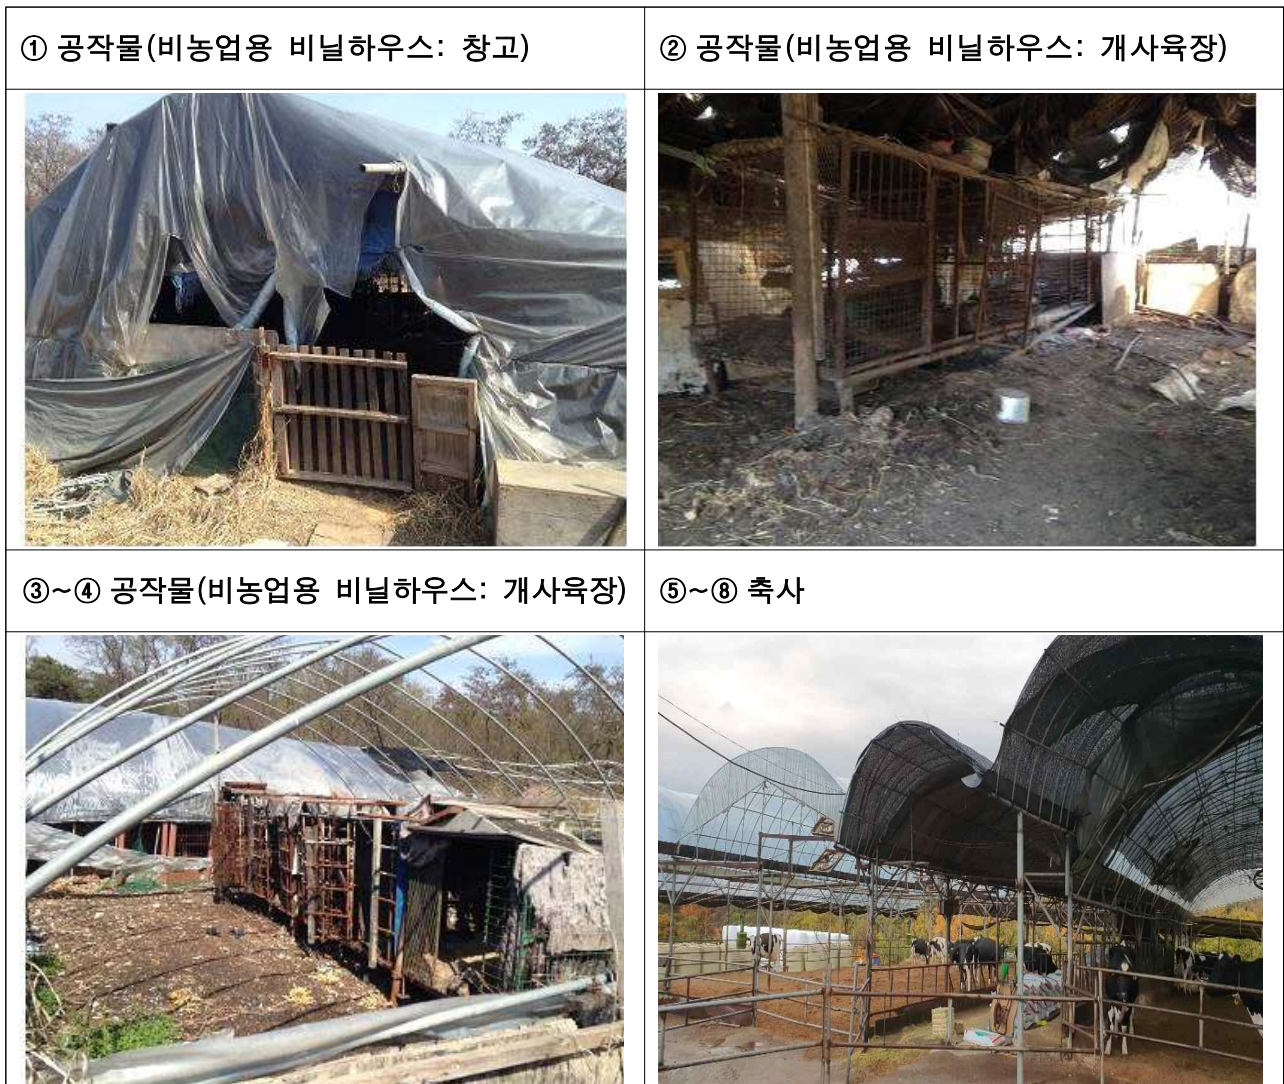 ① 공작물(비농업용 비닐하우스: 창고)
② 공작물(비농업용 비닐하우스: 개사육장)
③~④ 공작물(비농업용 비닐하우스: 개사육장)
⑤~⑧ 축사